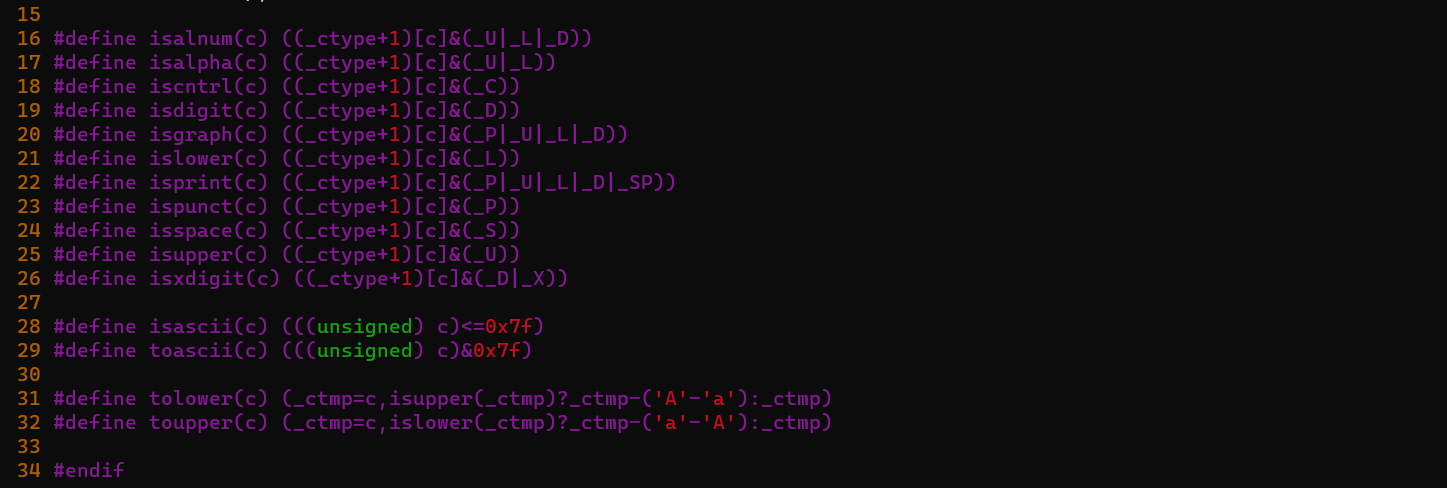 15
16 #define isalnum(c) ((_ctype+1)[c]&(_U|_L|_D))
17 #define isalpha(c) ((_ctype+1)[c]&(_U|_L))
18 #define iscntrl(c) ((_ctype+1)[c]&(_C))
19 #define isdigit(c) ((_ctype+1)[c]&(_D))
20 #define isgraph(c) ((_ctype+1)[c]&(_P|_U|_L|_D))
21 #define islower(c) ((_ctype+1)[c]&(_L))
22 #define isprint(c) ((_ctype+1)[c]&(_P|_U|_L|_D|_SP))
23 #define ispunct(c) ((_ctype+1)[c]&(_P))
24 #define isspace(c) ((_ctype+1)[c]&(_S))
25 #define isupper(c) ((_ctype+1)[c]&(_U))
26 #define isxdigit(c) ((_ctype+1)[c]&(_D|_X))
27
28 #define isascii(c) (((unsigned) c)<=0x7f)
29 #define toascii(c) (((unsigned) c)&0x7f)
30
31 #define tolower(c) (_ctmp=c,isupper(_ctmp)?_ctmp-('A'-'a'):_ctmp)
32 #define toupper(c) (_ctmp=c,islower(_ctmp)?_ctmp-('a'-'A'):_ctmp)
33
34 #endif